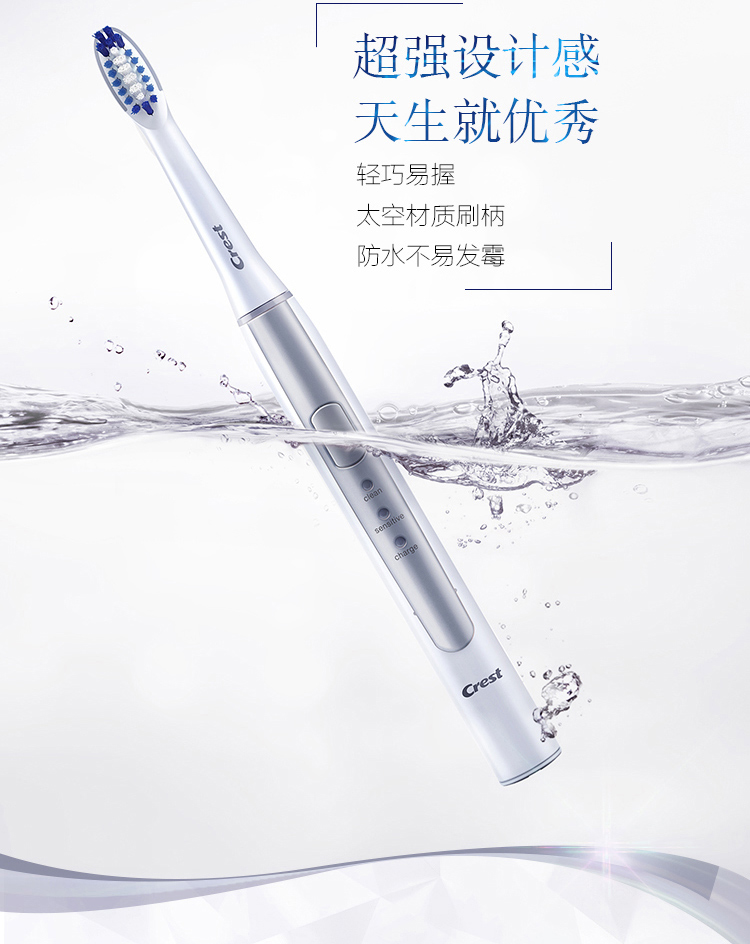 超强设计感
天生就优秀
轻巧易握
太空材质刷柄
防水不易发霉
Crest
clean
sensitive
charge
Crest